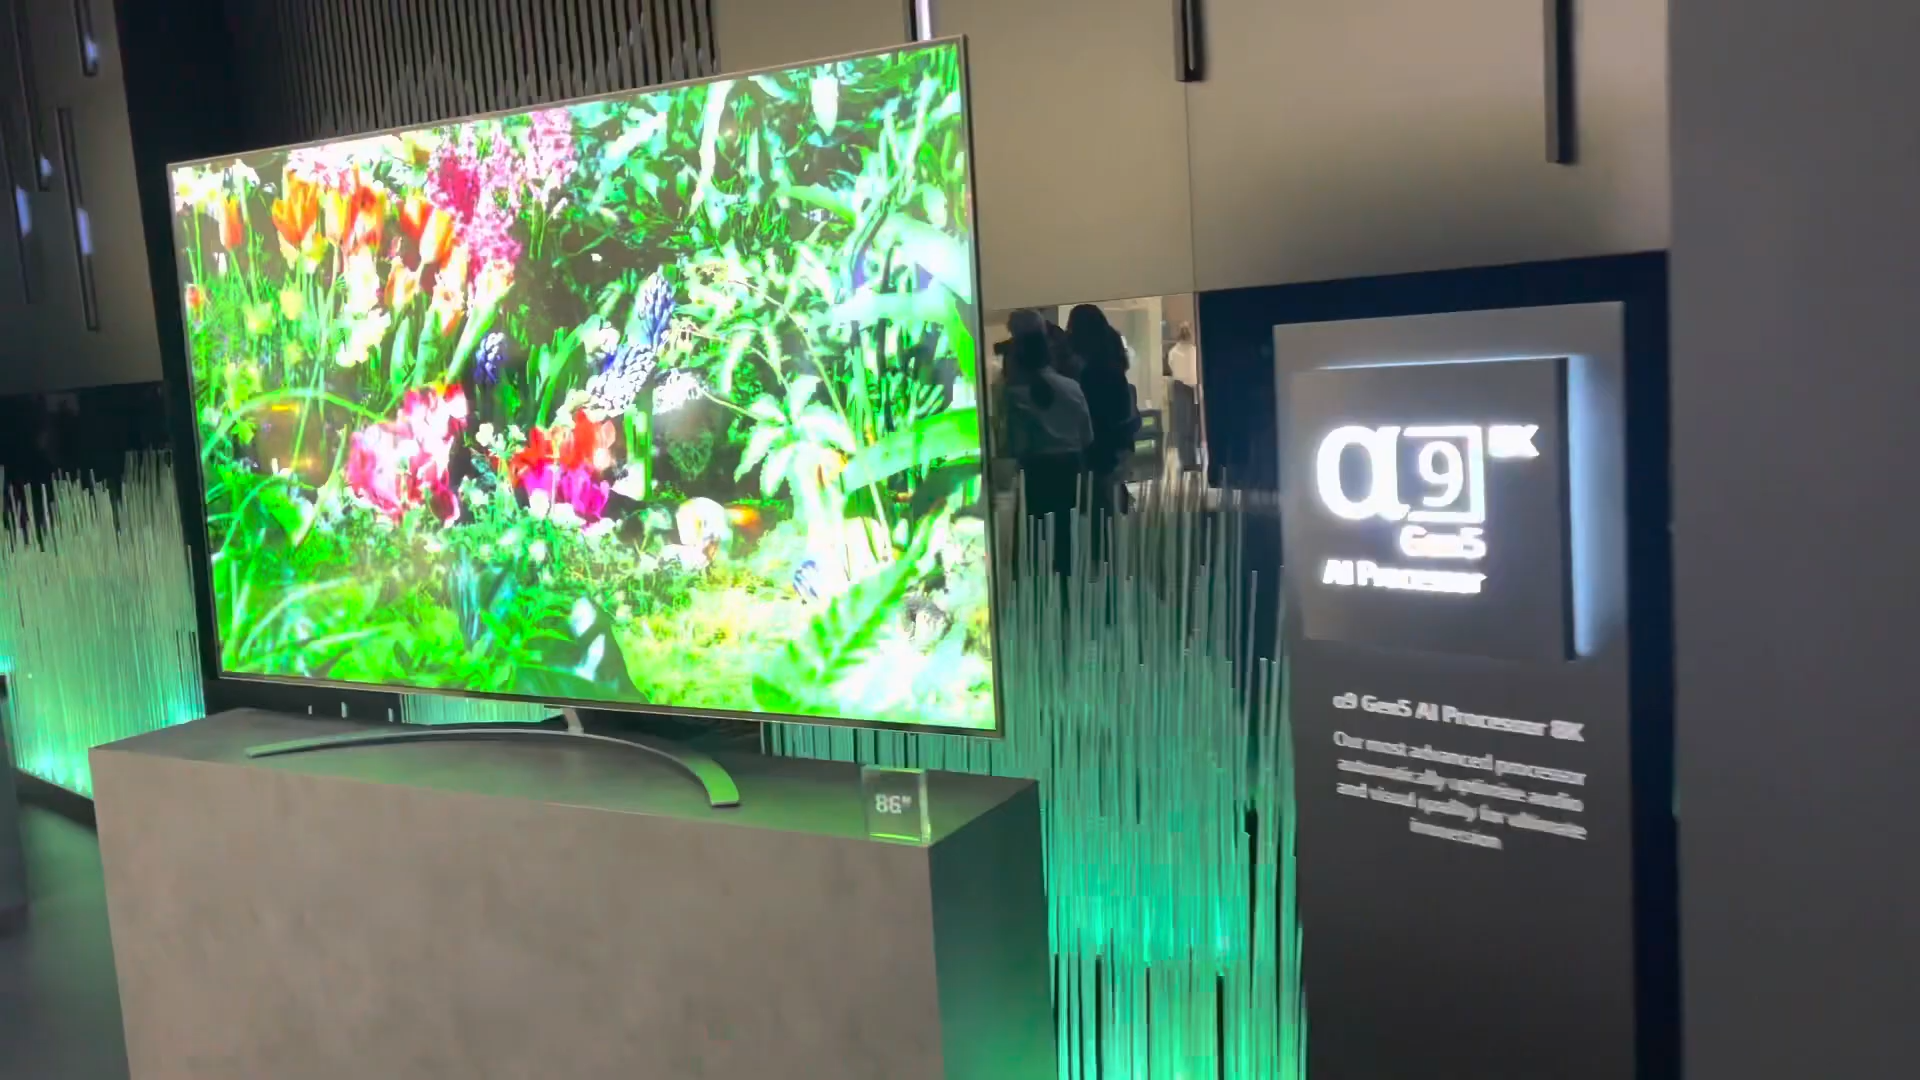 86"
α9 8K
Gen5
AI Processor
α9 Gen5 AI Processor 8K
Our most advanced processor
automatically optimizes audio
and visual quality for ultimate
immersion